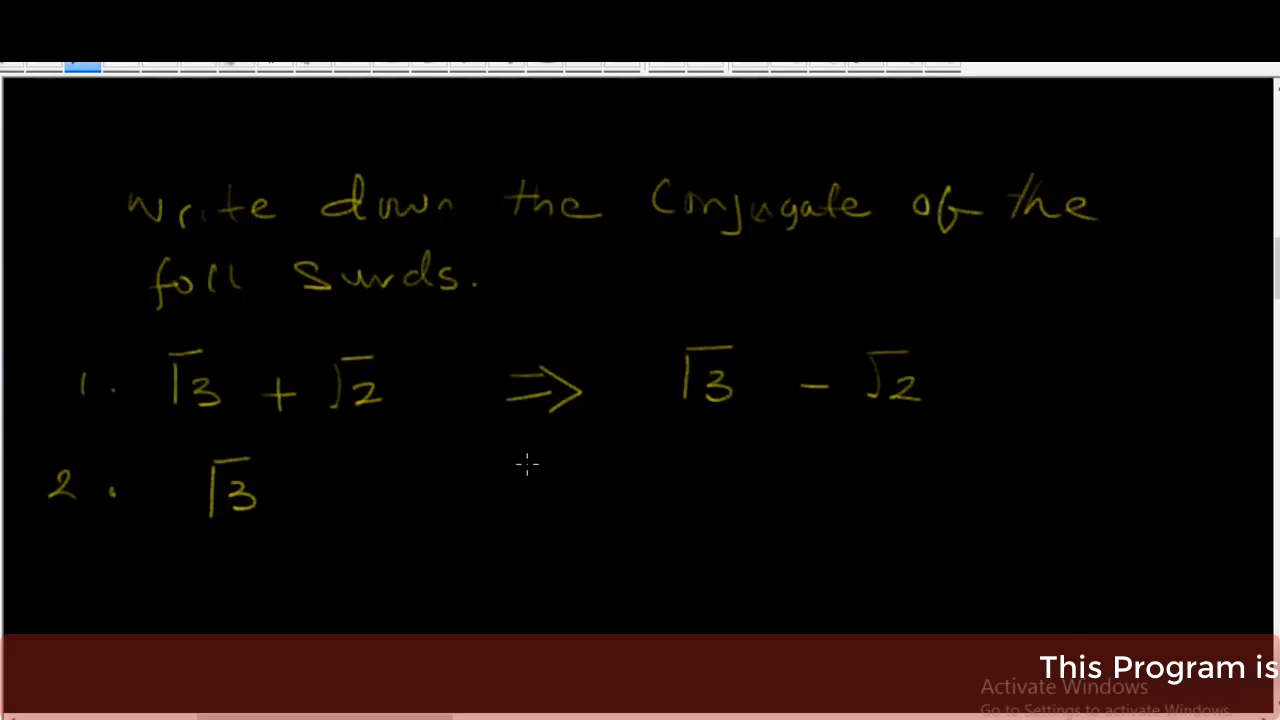 write down the conjugate of the
foll surds.
1. √3 + √2 ⇒ √3 - √2
2. √3
This Program is
Activate Windows
Go to Settings to activate Windows.